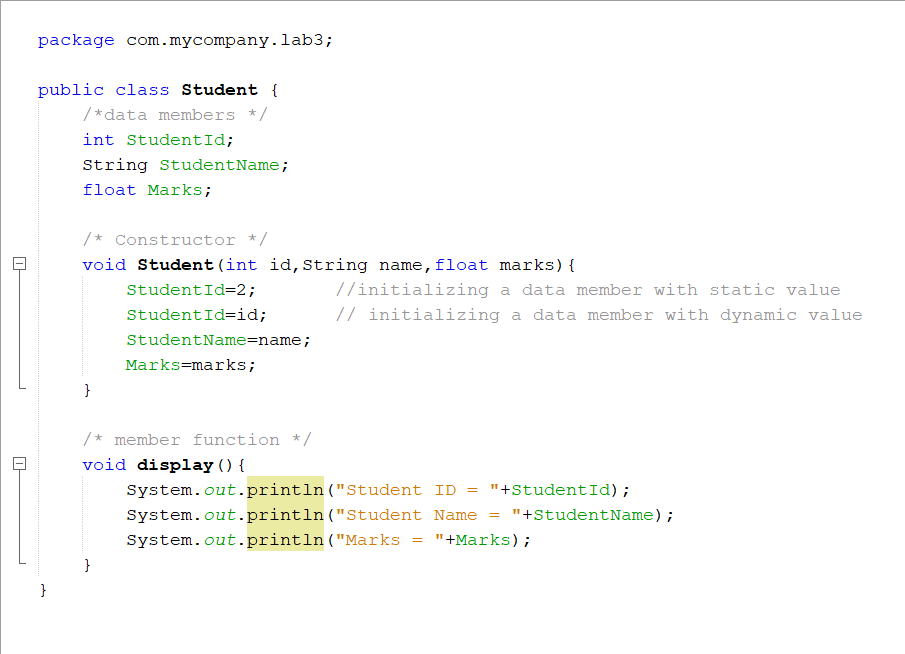 package com.mycompany.lab3;
public class Student {
/*data members */
int StudentId;
String StudentName;
float Marks;
/* Constructor */
void Student(int id,String name,float marks){
StudentId=2; //initializing a data member with static value
StudentId=id; // initializing a data member with dynamic value
StudentName=name;
Marks=marks;
}
/* member function */
void display(){
System.out.println("Student ID = "+StudentId);
System.out.println("Student Name = "+StudentName);
System.out.println("Marks = "+Marks);
}
}